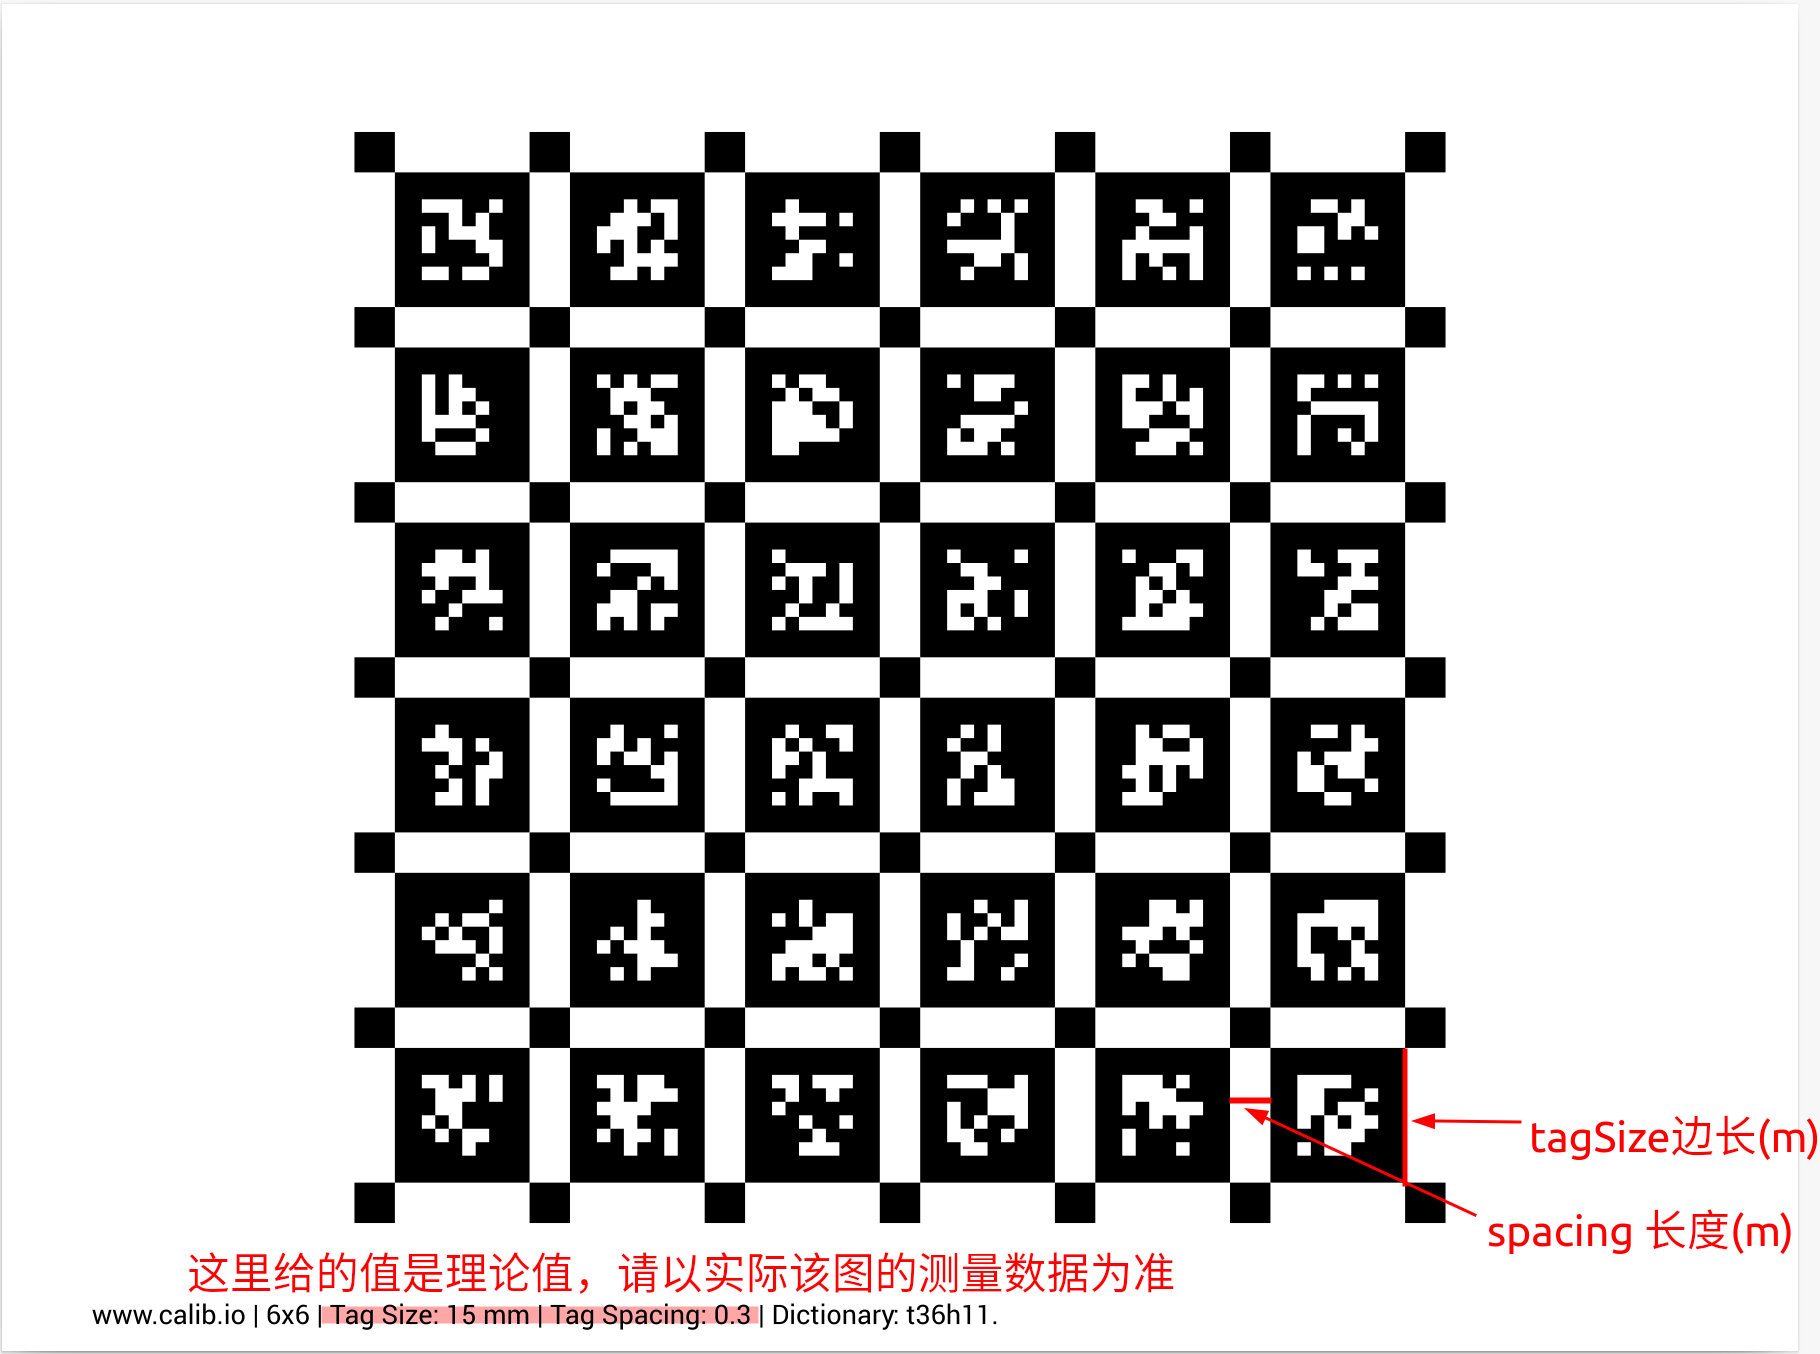 tagSize边长(m)
spacing 长度(m)
这里给的值是理论值，请以实际该图的测量数据为准
www.calib.io | 6x6 | Tag Size: 15 mm | Tag Spacing: 0.3 | Dictionary: t36h11.